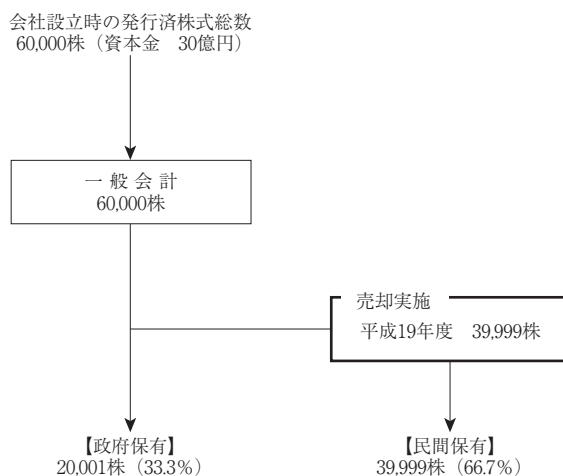 会社設立時の発行済株式総数
60,000株（資本金　30億円）
一 般 会 計
60,000株
売却実施
平成19年度　39,999株
【政府保有】
20,001株（33.3%）
【民間保有】
39,999株（66.7%）